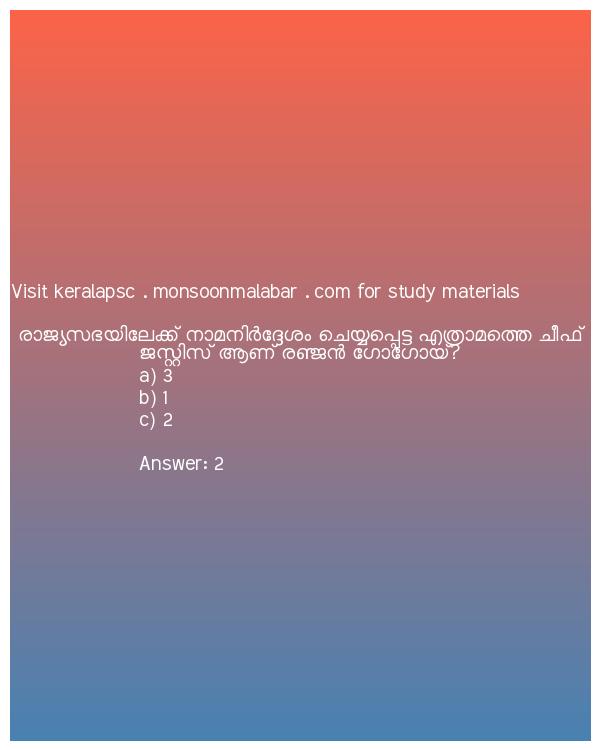 Visit keralapsc . monsoonmalabar . com for study materials
രാജ്യസഭയിലേക്ക് നാമനിർദ്ദേശം ചെയ്യപ്പെട്ട എത്രാമത്തെ ചീഫ്
ജസ്റ്റിസ് ആണ് രഞ്ജൻ ഗോഗോയ്?
a) 3
b) 1
c) 2
Answer: 2